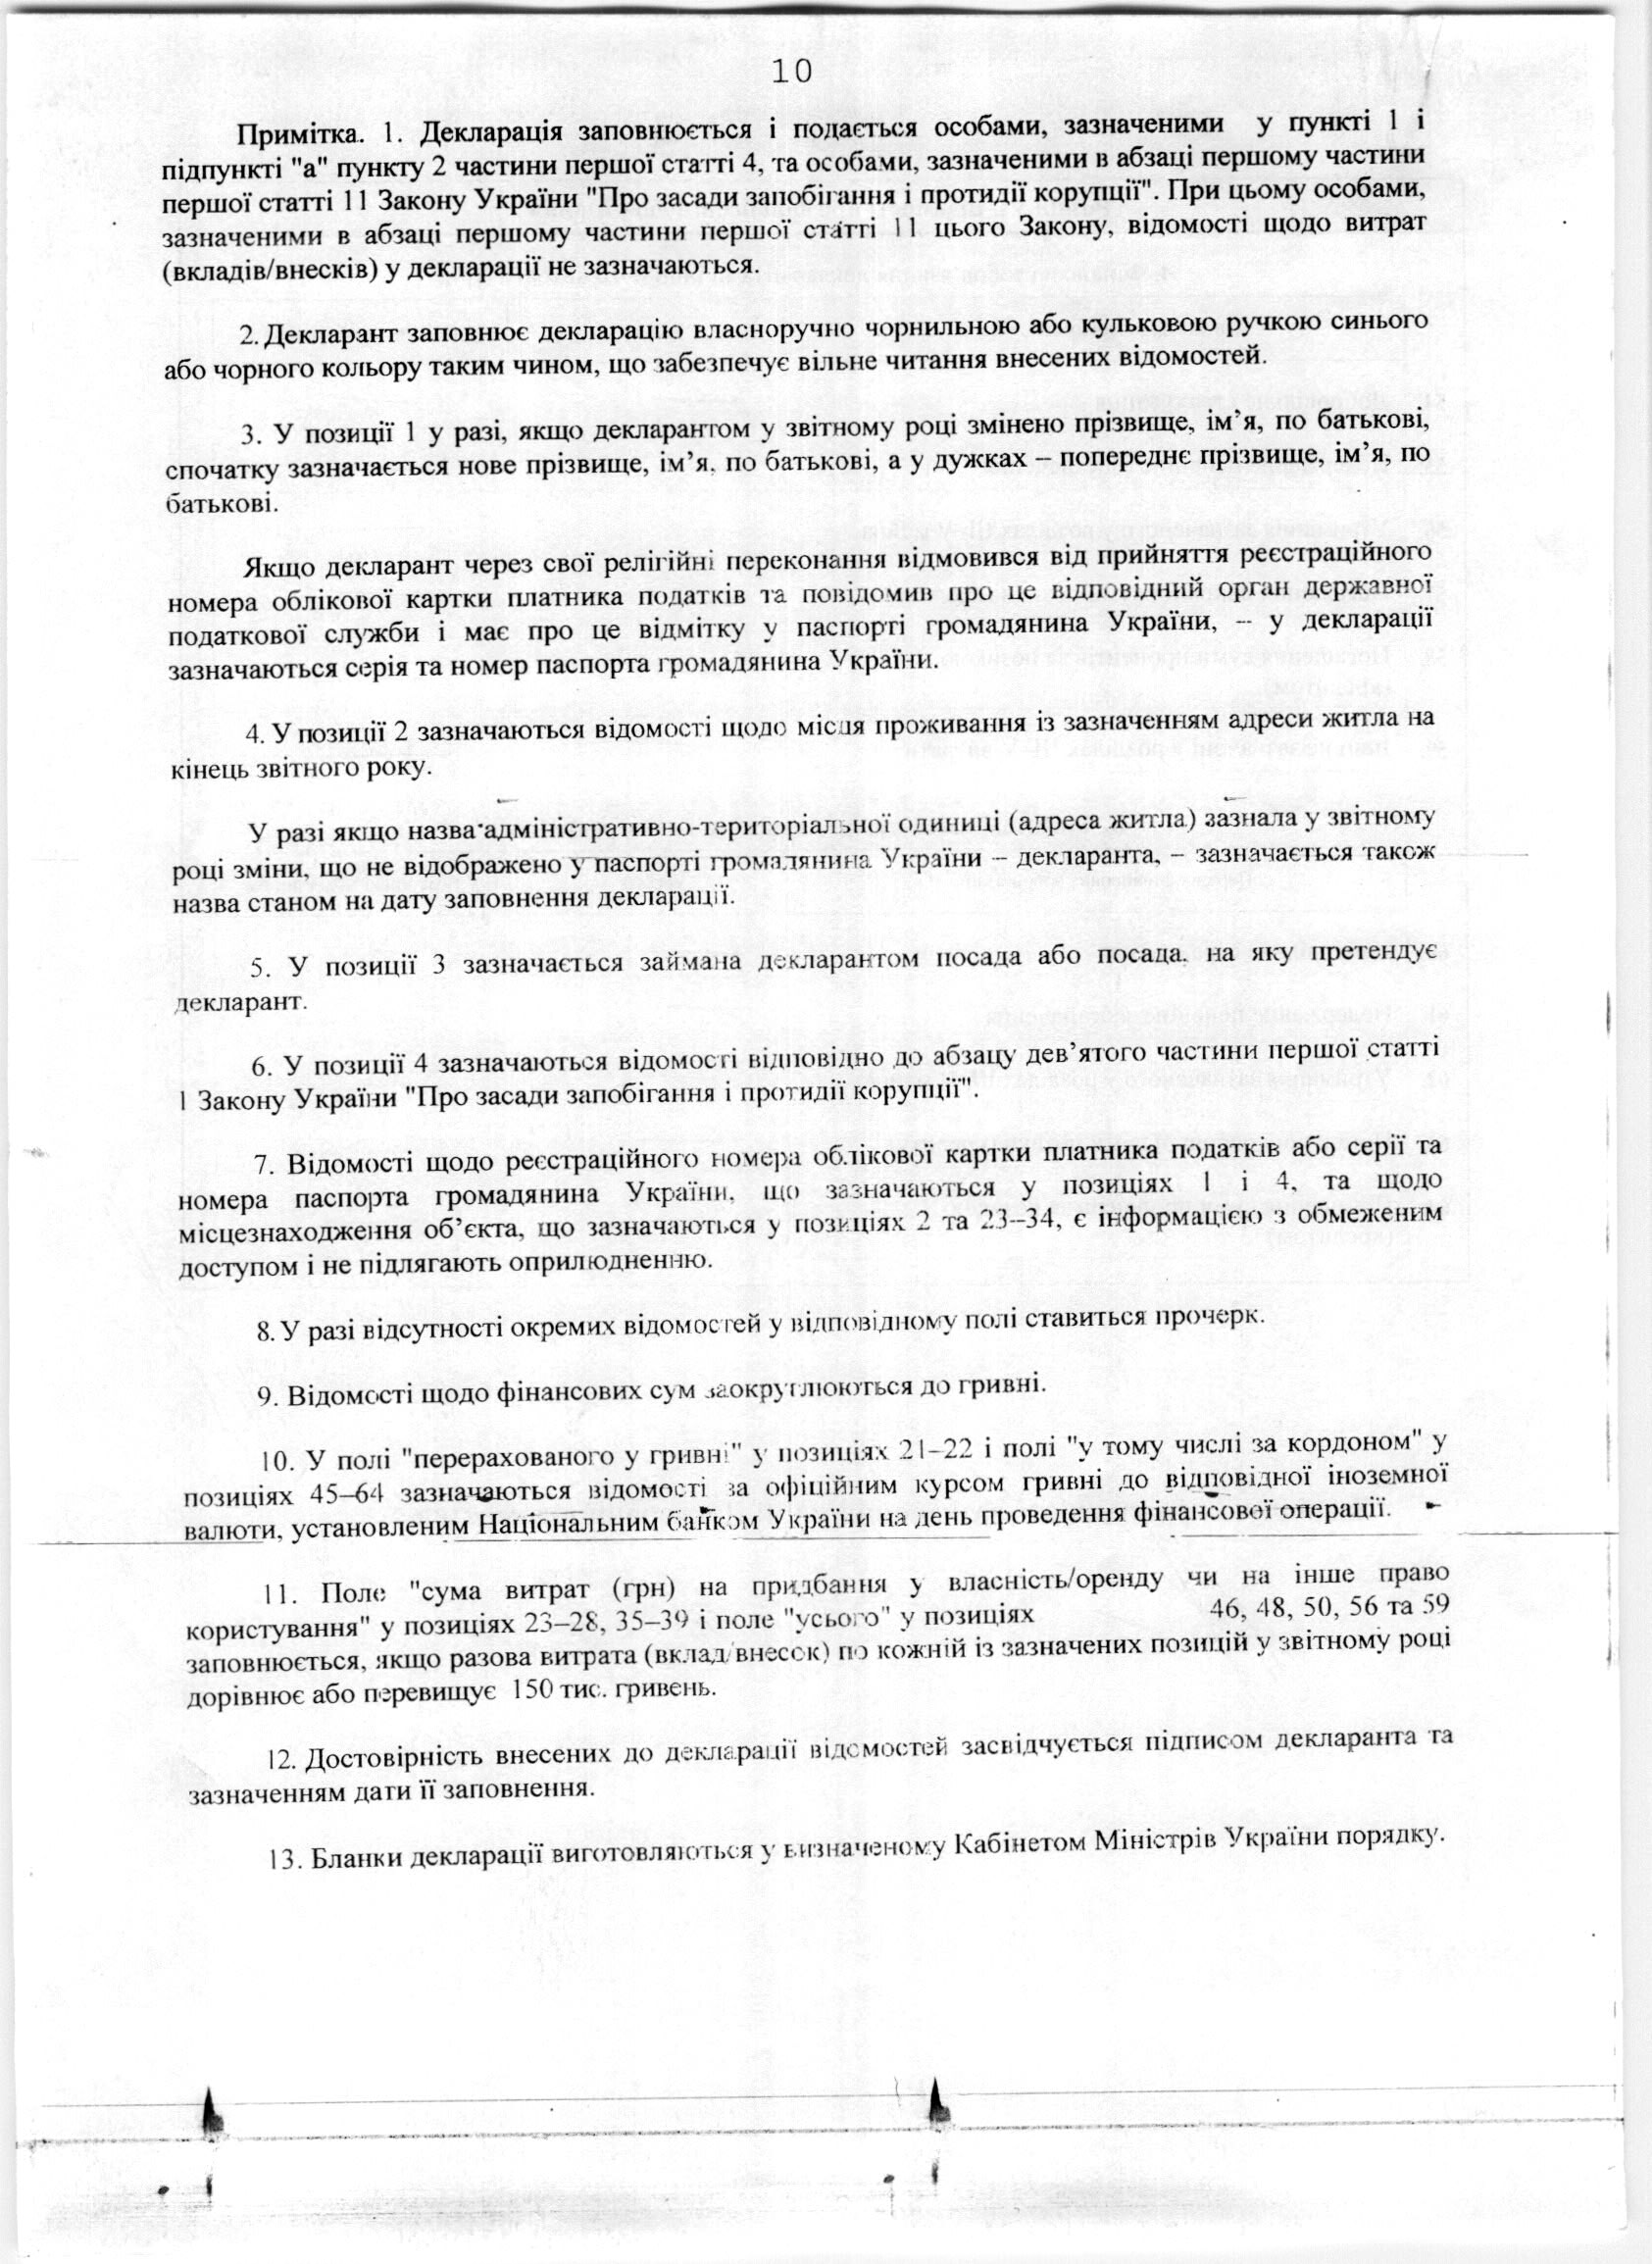 10
Примітка. 1. Декларація заповнюється і подається особами, зазначеними у пункті 1 і
підпункті "а" пункту 2 частини першої статті 4, та особами, зазначеними в абзаці першому частини
першої статті 11 Закону України "Про засади запобігання і протидії корупції". При цьому особами,
зазначеними в абзаці першому частини першої статті 11 цього Закону, відомості щодо витрат
(вкладів/внесків) у декларації не зазначаються.
2. Декларант заповнює декларацію власноручно чорнильною або кульковою ручкою синього
або чорного кольору таким чином, що забезпечує вільне читання внесених відомостей.
3. У позиції 1 у разі, якщо декларантом у звітному році змінено прізвище, ім’я, по батькові,
спочатку зазначається нове прізвище, ім’я, по батькові, а у дужках – попереднє прізвище, ім’я, по
батькові.
Якщо декларант через свої релігійні переконання відмовився від прийняття реєстраційного
номера облікової картки платника податків та повідомив про це відповідний орган державної
податкової служби і має про це відмітку у паспорті громадянина України, – у декларації
зазначаються серія та номер паспорта громадянина України.
4. У позиції 2 зазначаються відомості щодо місця проживання із зазначенням адреси житла на
кінець звітного року.
У разі якщо назва адміністративно-територіальної одиниці (адреса житла) зазнала у звітному
році зміни, що не відображено у паспорті громадянина України – декларанта, – зазначається також
назва станом на дату заповнення декларації.
5. У позиції 3 зазначається займана декларантом посада або посада, на яку претендує
декларант.
6. У позиції 4 зазначаються відомості відповідно до абзацу дев’ятого частини першої статті
1 Закону України "Про засади запобігання і протидії корупції".
7. Відомості щодо реєстраційного номера облікової картки платника податків або серії та
номера паспорта громадянина України, що зазначаються у позиціях 1 і 4, та щодо
місцезнаходження об’єкта, що зазначаються у позиціях 2 та 23–34, є інформацією з обмеженим
доступом і не підлягають оприлюдненню.
8. У разі відсутності окремих відомостей у відповідному полі ставиться прочерк.
9. Відомості щодо фінансових сум заокруглюються до гривні.
10. У полі "перерахованого у гривні" у позиціях 21–22 і полі "у тому числі за кордоном" у
позиціях 45–64 зазначаються відомості за офіційним курсом гривні до відповідної іноземної
валюти, установленим Національним банком України на день проведення фінансової операції.
11. Поле "сума витрат (грн) на придбання у власність/оренду чи на інше право
користування" у позиціях 23–28, 35–39 і поле "усього" у позиціях 46, 48, 50, 56 та 59
заповнюється, якщо разова витрата (вклад/внесок) по кожній із зазначених позицій у звітному році
дорівнює або перевищує 150 тис. гривень.
12. Достовірність внесених до декларації відомостей засвідчується підписом декларанта та
зазначенням дати її заповнення.
13. Бланки декларації виготовляються у визначеному Кабінетом Міністрів України порядку.